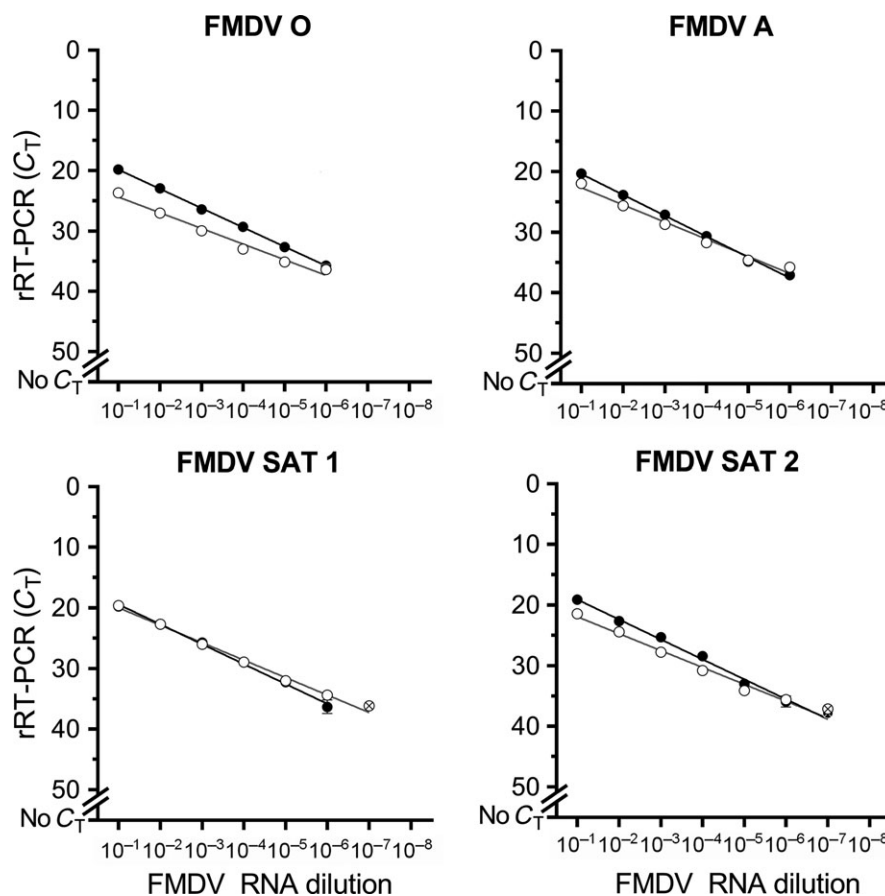 FMDV O
FMDV A
0
10
20
30
40
50
No CT
rRT-PCR (CT)
10⁻¹ 10⁻² 10⁻³ 10⁻⁴ 10⁻⁵ 10⁻⁶ 10⁻⁷ 10⁻⁸
0
10
20
30
40
50
No CT
10⁻¹ 10⁻² 10⁻³ 10⁻⁴ 10⁻⁵ 10⁻⁶ 10⁻⁷ 10⁻⁸
FMDV SAT 1
FMDV SAT 2
0
10
20
30
40
50
No CT
rRT-PCR (CT)
10⁻¹ 10⁻² 10⁻³ 10⁻⁴ 10⁻⁵ 10⁻⁶ 10⁻⁷ 10⁻⁸
FMDV RNA dilution
0
10
20
30
40
50
No CT
10⁻¹ 10⁻² 10⁻³ 10⁻⁴ 10⁻⁵ 10⁻⁶ 10⁻⁷ 10⁻⁸
FMDV RNA dilution